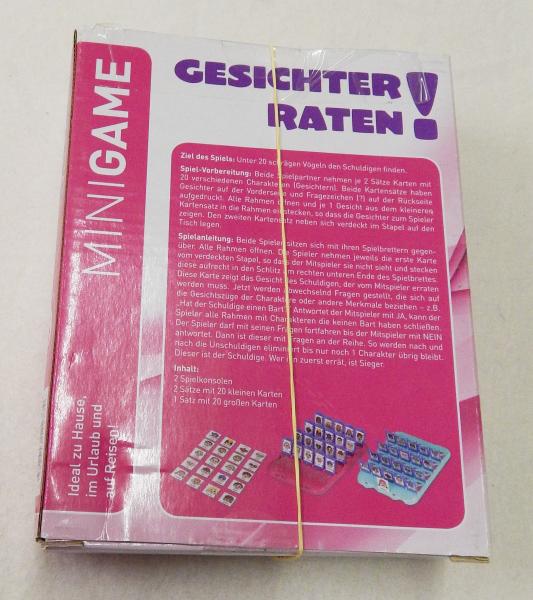 MINIGAME
GESICHTER
RATEN!
Ziel des Spiels: Unter 20 schrägen Vögeln den Schuldigen finden.
Spiel-Vorbereitung: Beide Spielpartner nehmen je 2 Sätze Karten mit
20 verschiedenen Charakteren (Gesichtern). Beide Kartensätze haben
Gesichter auf der Vorderseite und Fragezeichen (?) auf der Rückseite
aufgedruckt. Alle Rahmen öffnen und je 1 Gesicht aus dem kleineren
Kartensatz in die Rahmen einstecken, so dass die Gesichter zum Spieler
zeigen. Den zweiten Kartensatz neben sich verdeckt im Stapel auf den
Tisch legen.
Spielanleitung: Beide Spieler sitzen sich mit ihren Spielbrettern gegen-
über. Alle Rahmen öffnen. Die Spieler nehmen jeweils die erste Karte
vom verdeckten Stapel, so dass der Mitspieler sie nicht sieht und stecken
diese aufrecht in den Schlitz am rechten unteren Ende des Spielbrettes.
Diese Karte zeigt das Gesicht des Schuldigen, der vom Mitspieler erraten
werden muss. Jetzt werden abwechselnd Fragen gestellt, die sich auf
die Gesichtszüge der Charaktere oder andere Merkmale beziehen – z.B.
„Hat der Schuldige einen Bart? Antwortet der Mitspieler mit JA, kann der
Spieler alle Rahmen mit Charakteren die keinen Bart haben schließen.
Der Spieler darf mit seinen Fragen fortfahren bis der Mitspieler mit NEIN
antwortet. Dann ist dieser mit Fragen an der Reihe. So werden nach und
nach die Unschuldigen eliminiert bis nur noch 1 Charakter übrig bleibt.
Dieser ist der Schuldige. Wer ihn zuerst errät, ist Sieger.
Inhalt:
2 Spielkonsolen
2 Sätze mit 20 kleinen Karten
1 Satz mit 20 großen Karten
Ideal zu Hause,
im Urlaub und
auf Reisen!